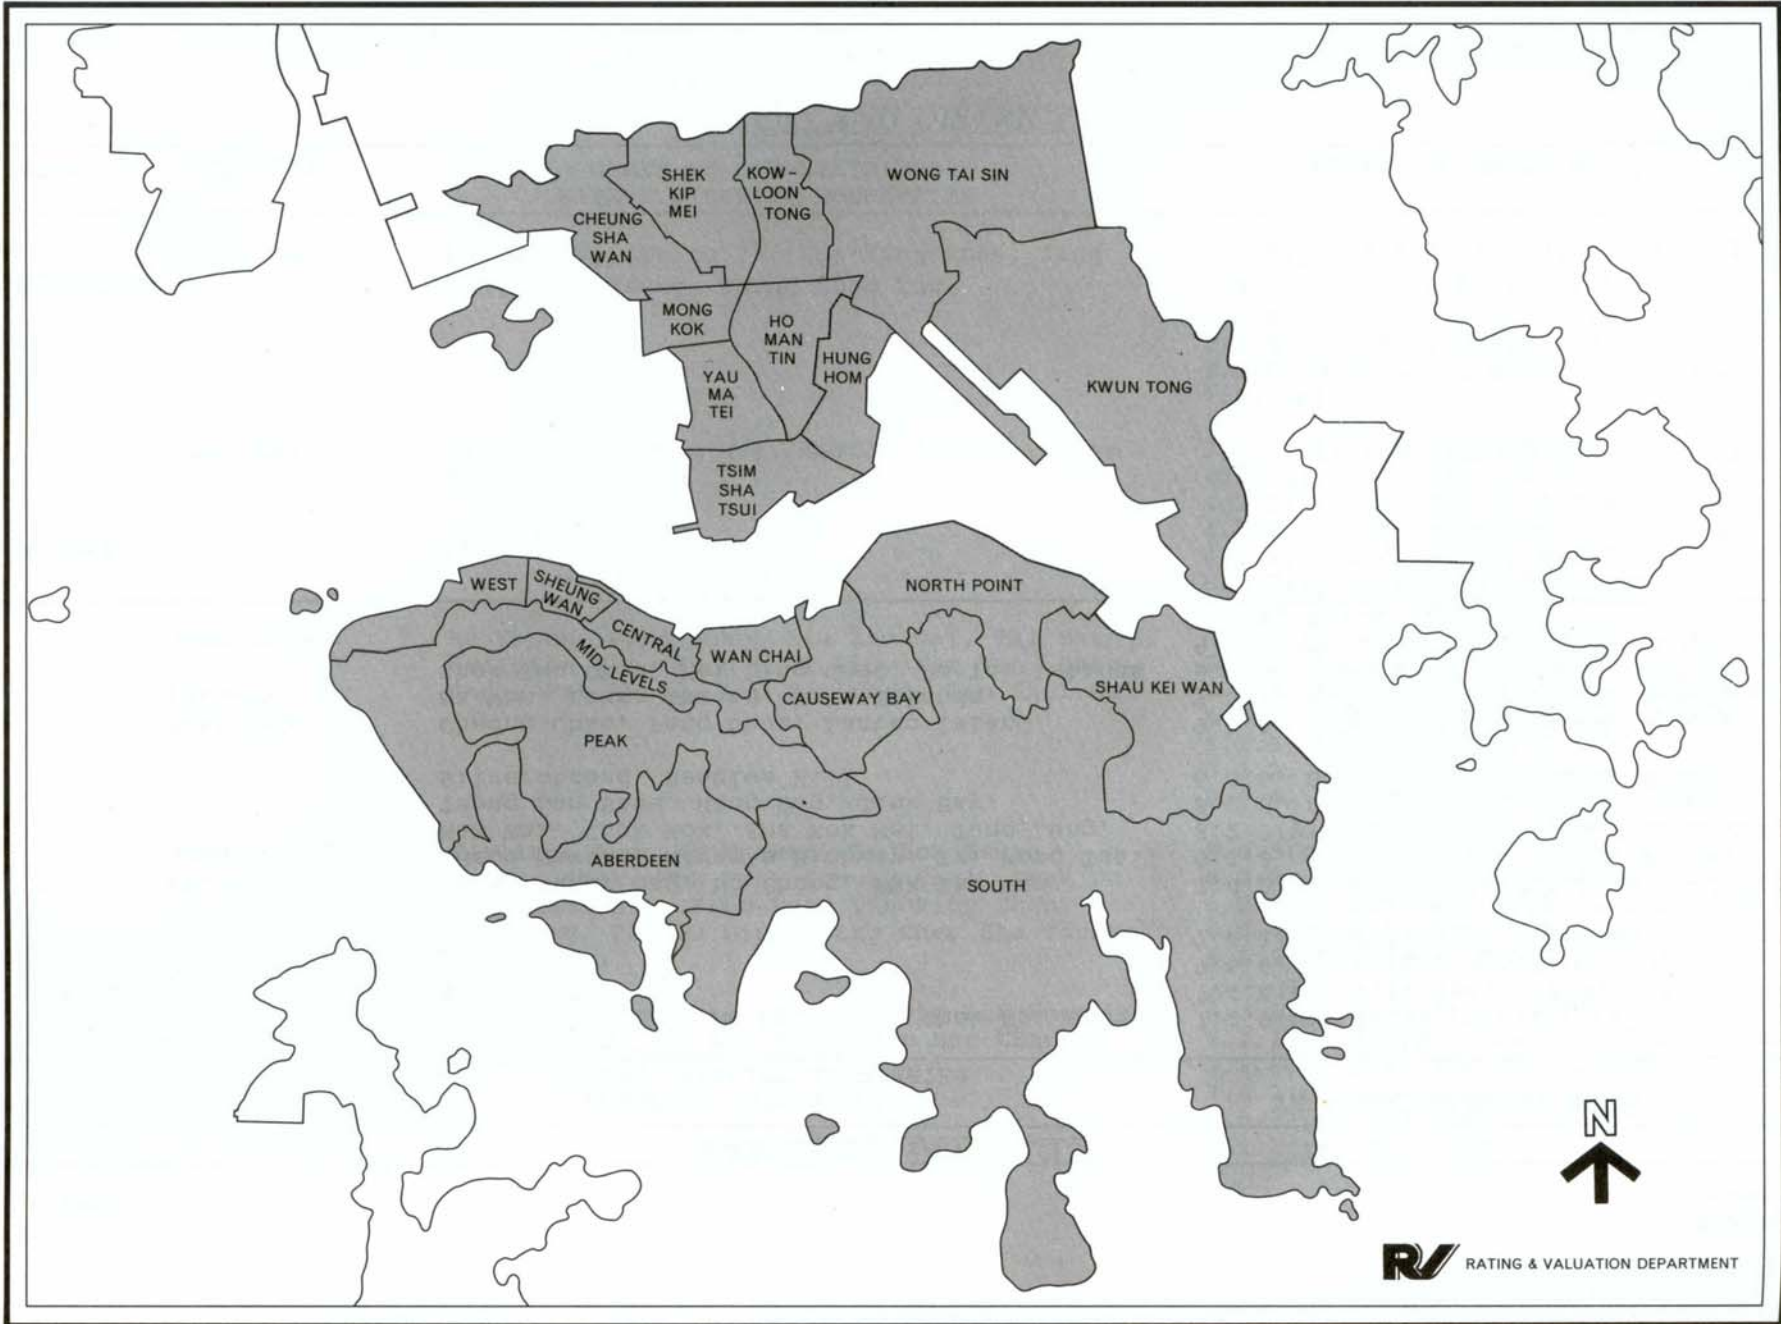 SHEK
KIP
MEI
KOW-
LOON
TONG
WONG TAI SIN
CHEUNG
SHA
WAN
MONG
KOK
HO
MAN
TIN
HUNG
HOM
YAU
MA
TEI
KWUN TONG
TSIM
SHA
TSUI
WEST
SHEUNG
WAN
CENTRAL
MID-LEVELS
WAN CHAI
NORTH POINT
CAUSEWAY BAY
SHAU KEI WAN
PEAK
ABERDEEN
SOUTH
N
RV RATING & VALUATION DEPARTMENT